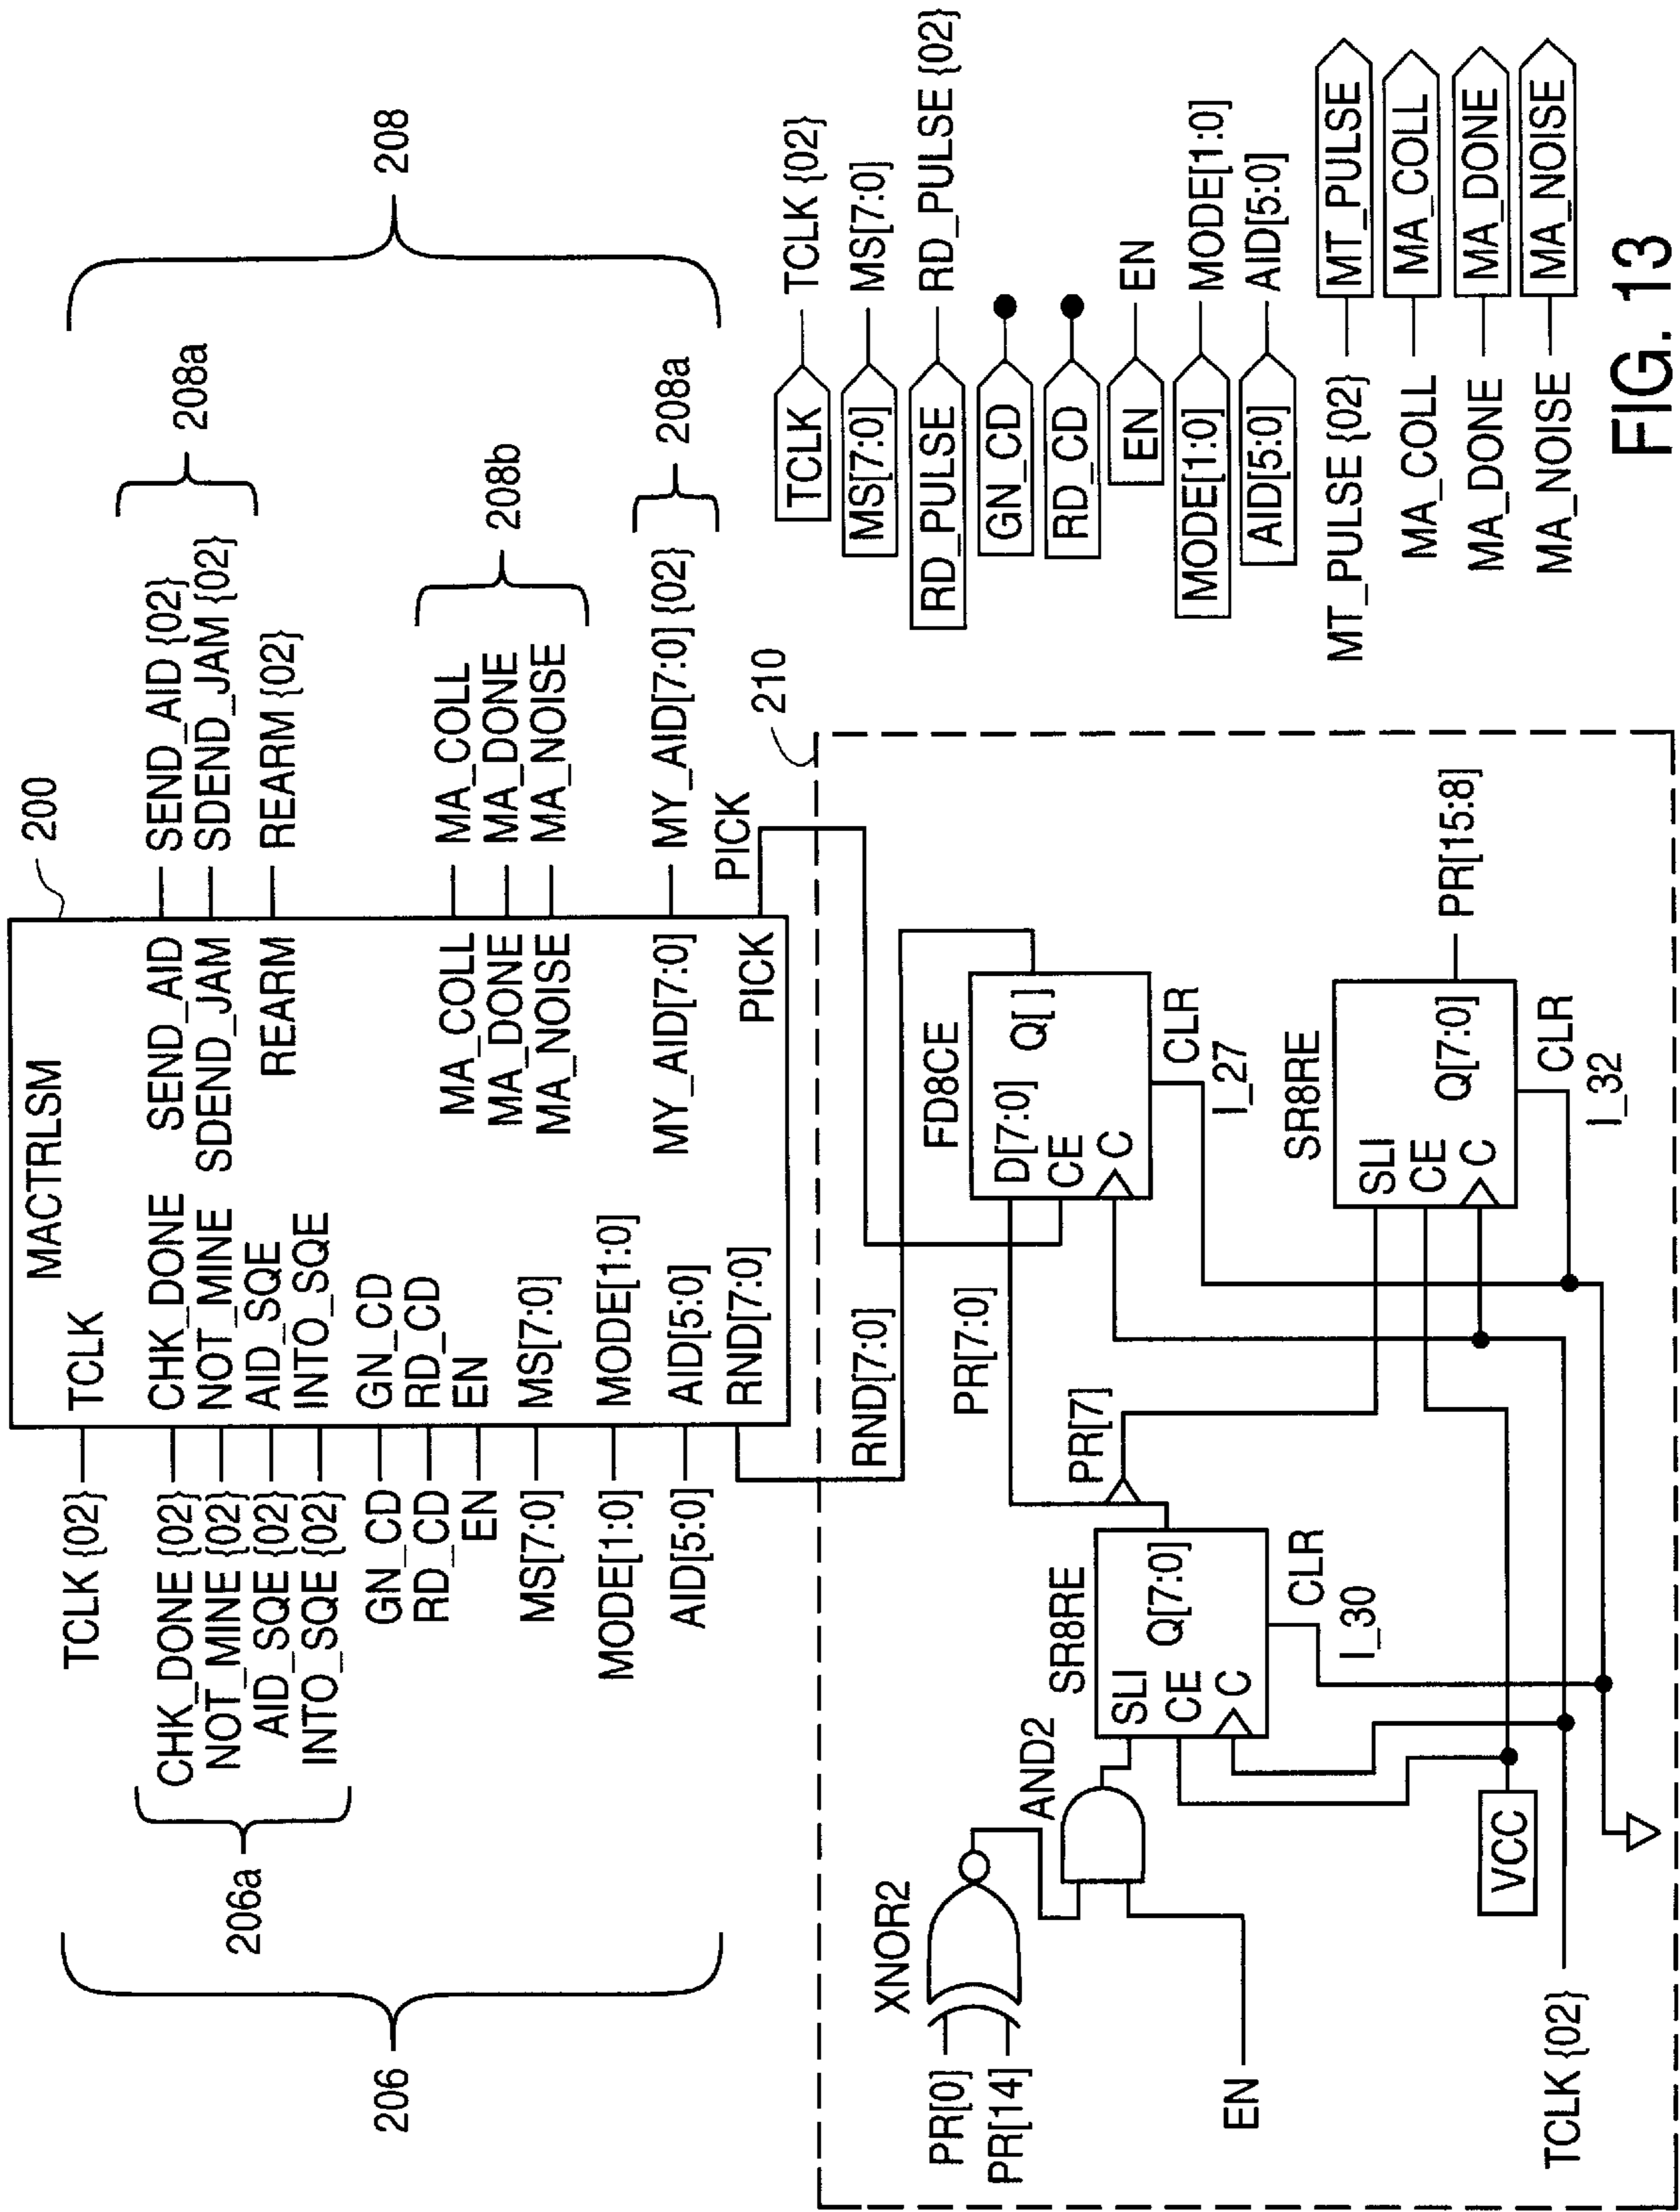 MACTRLSM
200
TCLK {02}
TCLK
CHK_DONE {02}
CHK_DONE
SEND_AID
SEND_AID {02}
NOT_MINE {02}
NOT_MINE
SDEND_JAM
SDEND_JAM {02}
AID_SQE {02}
AID_SQE
REARM
REARM {02}
INTO_SQE {02}
INTO_SQE
GN_CD
GN_CD
RD_CD
RD_CD
EN
EN
MA_COLL
MA_COLL
MA_DONE
MA_DONE
MA_NOISE
MA_NOISE
MS[7:0]
MS[7:0]
MODE[1:0]
MODE[1:0]
AID[5:0]
AID[5:0]
MY_AID[7:0]
MY_AID[7:0] {02}
RND[7:0]
PICK
PICK
206
206a
208a
208b
208a
208
210
RND[7:0]
PR[7:0]
FD8CE
D[7:0]
Q[ ]
CE
C
CLR
I_27
PR[7]
XNOR2
PR[0]
PR[14]
AND2
EN
SR8RE
SLI
Q[7:0]
CE
C
CLR
I_30
SR8RE
SLI
Q[7:0]
CE
C
CLR
I_32
PR[15:8]
VCC
TCLK {02}
TCLK
TCLK {02}
MS[7:0]
MS[7:0]
RD_PULSE
RD_PULSE {02}
GN_CD
RD_CD
EN
EN
MODE[1:0]
MODE[1:0]
AID[5:0]
AID[5:0]
MT_PULSE {02}
MT_PULSE
MA_COLL
MA_COLL
MA_DONE
MA_DONE
MA_NOISE
MA_NOISE
FIG. 13